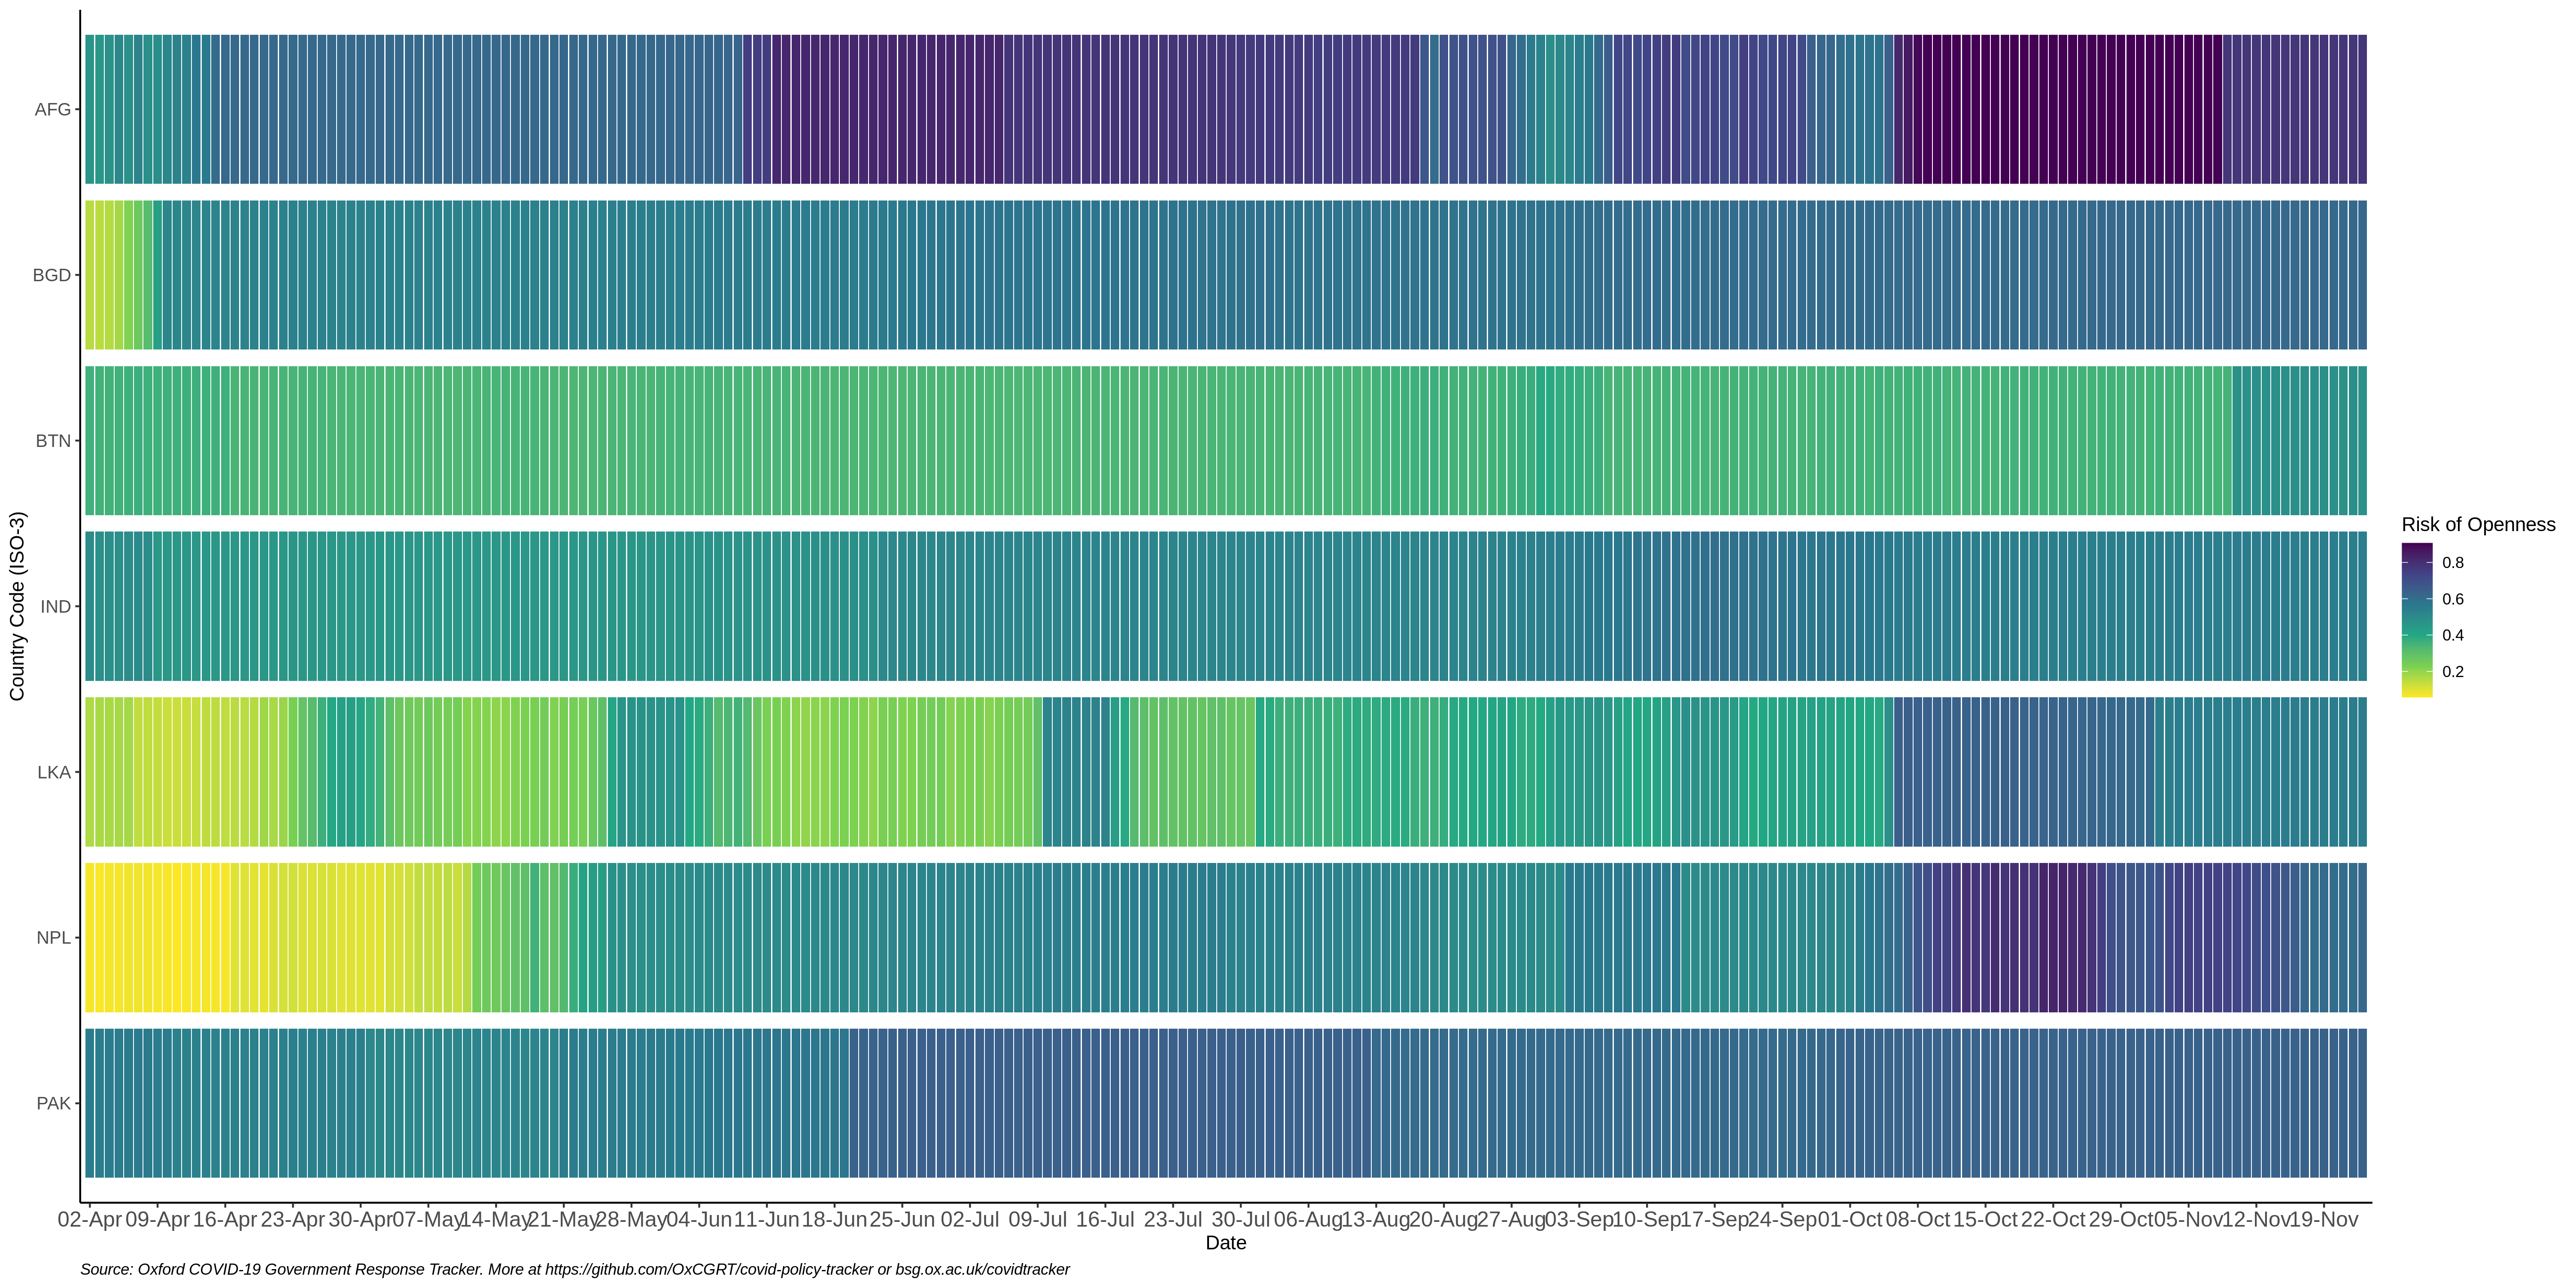 AFG
BGD
BTN
IND
LKA
NPL
PAK
Country Code (ISO-3)
Risk of Openness
0.8
0.6
0.4
0.2
02-Apr 09-Apr 16-Apr 23-Apr 30-Apr 07-May 14-May 21-May 28-May 04-Jun 11-Jun 18-Jun 25-Jun 02-Jul 09-Jul 16-Jul 23-Jul 30-Jul 06-Aug 13-Aug 20-Aug 27-Aug 03-Sep 10-Sep 17-Sep 24-Sep 01-Oct 08-Oct 15-Oct 22-Oct 29-Oct 05-Nov 12-Nov 19-Nov
Date
Source: Oxford COVID-19 Government Response Tracker. More at https://github.com/OxCGRT/covid-policy-tracker or bsg.ox.ac.uk/covidtracker